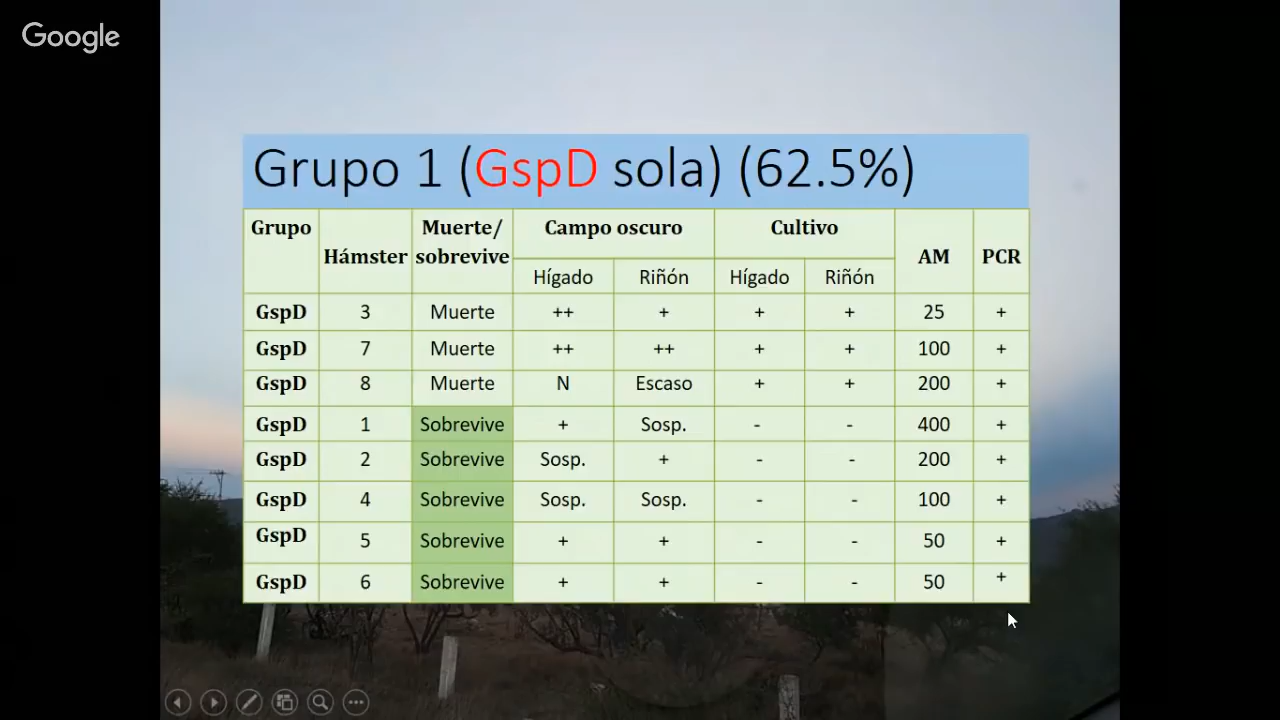 Google
Grupo 1 (GspD sola) (62.5%)
Grupo Hámster Muerte/ sobrevive Campo oscuro Cultivo AM PCR
Hígado Riñón Hígado Riñón
GspD 3 Muerte ++ + + + 25 +
GspD 7 Muerte ++ ++ + + 100 +
GspD 8 Muerte N Escaso + + 200 +
GspD 1 Sobrevive + Sosp. - - 400 +
GspD 2 Sobrevive Sosp. + - - 200 +
GspD 4 Sobrevive Sosp. Sosp. - - 100 +
GspD 5 Sobrevive + + - - 50 +
GspD 6 Sobrevive + + - - 50 +